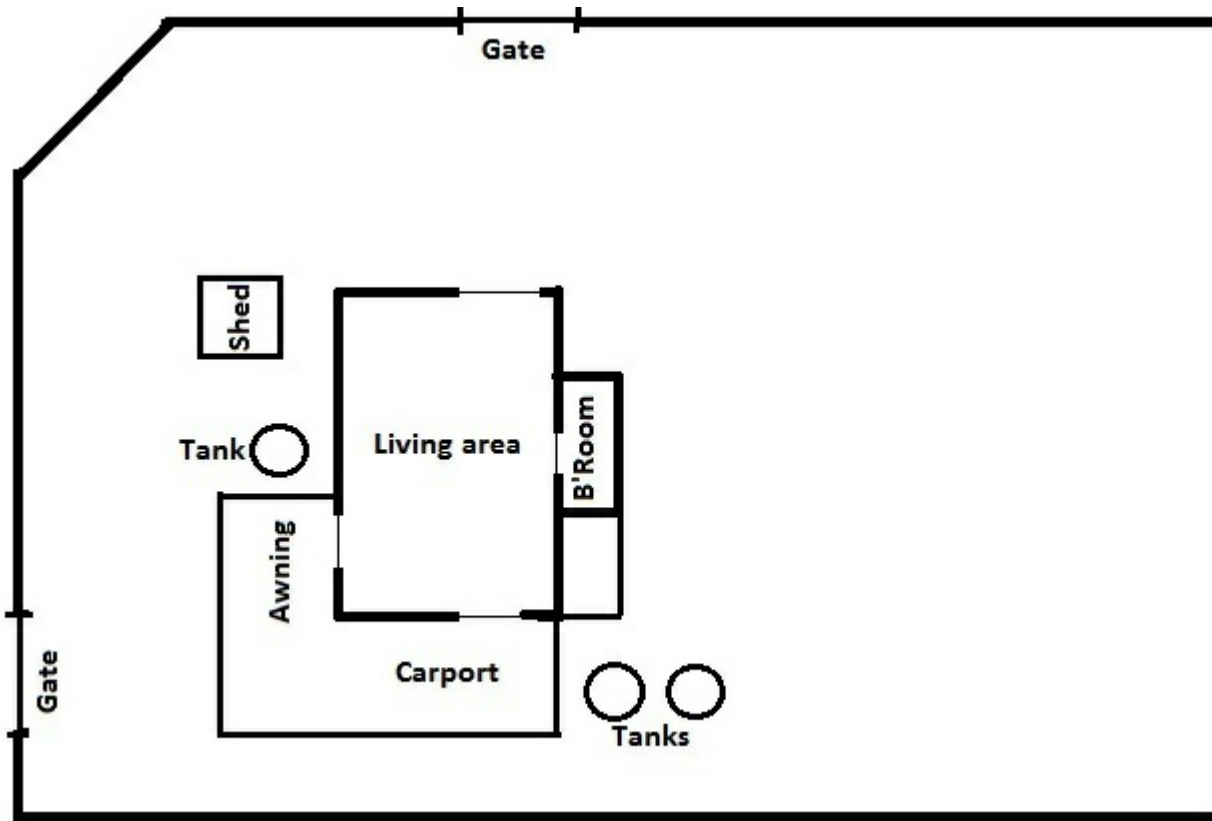 Gate
Shed
Tank
Living area
B'Room
Awning
Carport
Gate
Tanks